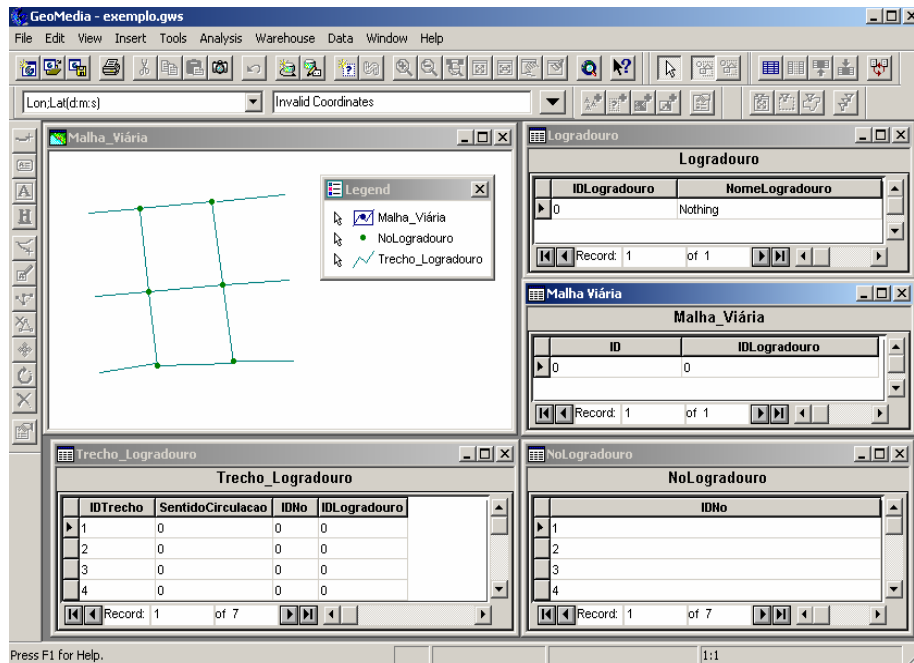 GeoMedia - exemplo.gws
File Edit View Insert Tools Analysis Warehouse Data Window Help
Lon;Lat(d:m:s) Invalid Coordinates
Malha_Viária
Legend
Malha_Viária
NoLogradouro
Trecho_Logradouro
Logradouro
Logradouro
IDLogradouro NomeLogradouro
0 Nothing
Record: 1 of 1
Malha Viária
Malha_Viária
ID IDLogradouro
0 0
Record: 1 of 1
Trecho_Logradouro
Trecho_Logradouro
IDTrecho SentidoCirculacao IDNo IDLogradouro
1 0 0 0
2 0 0 0
3 0 0 0
4 0 0 0
Record: 1 of 7
NoLogradouro
NoLogradouro
IDNo
1
2
3
4
Record: 1 of 7
Press F1 for Help. 1:1